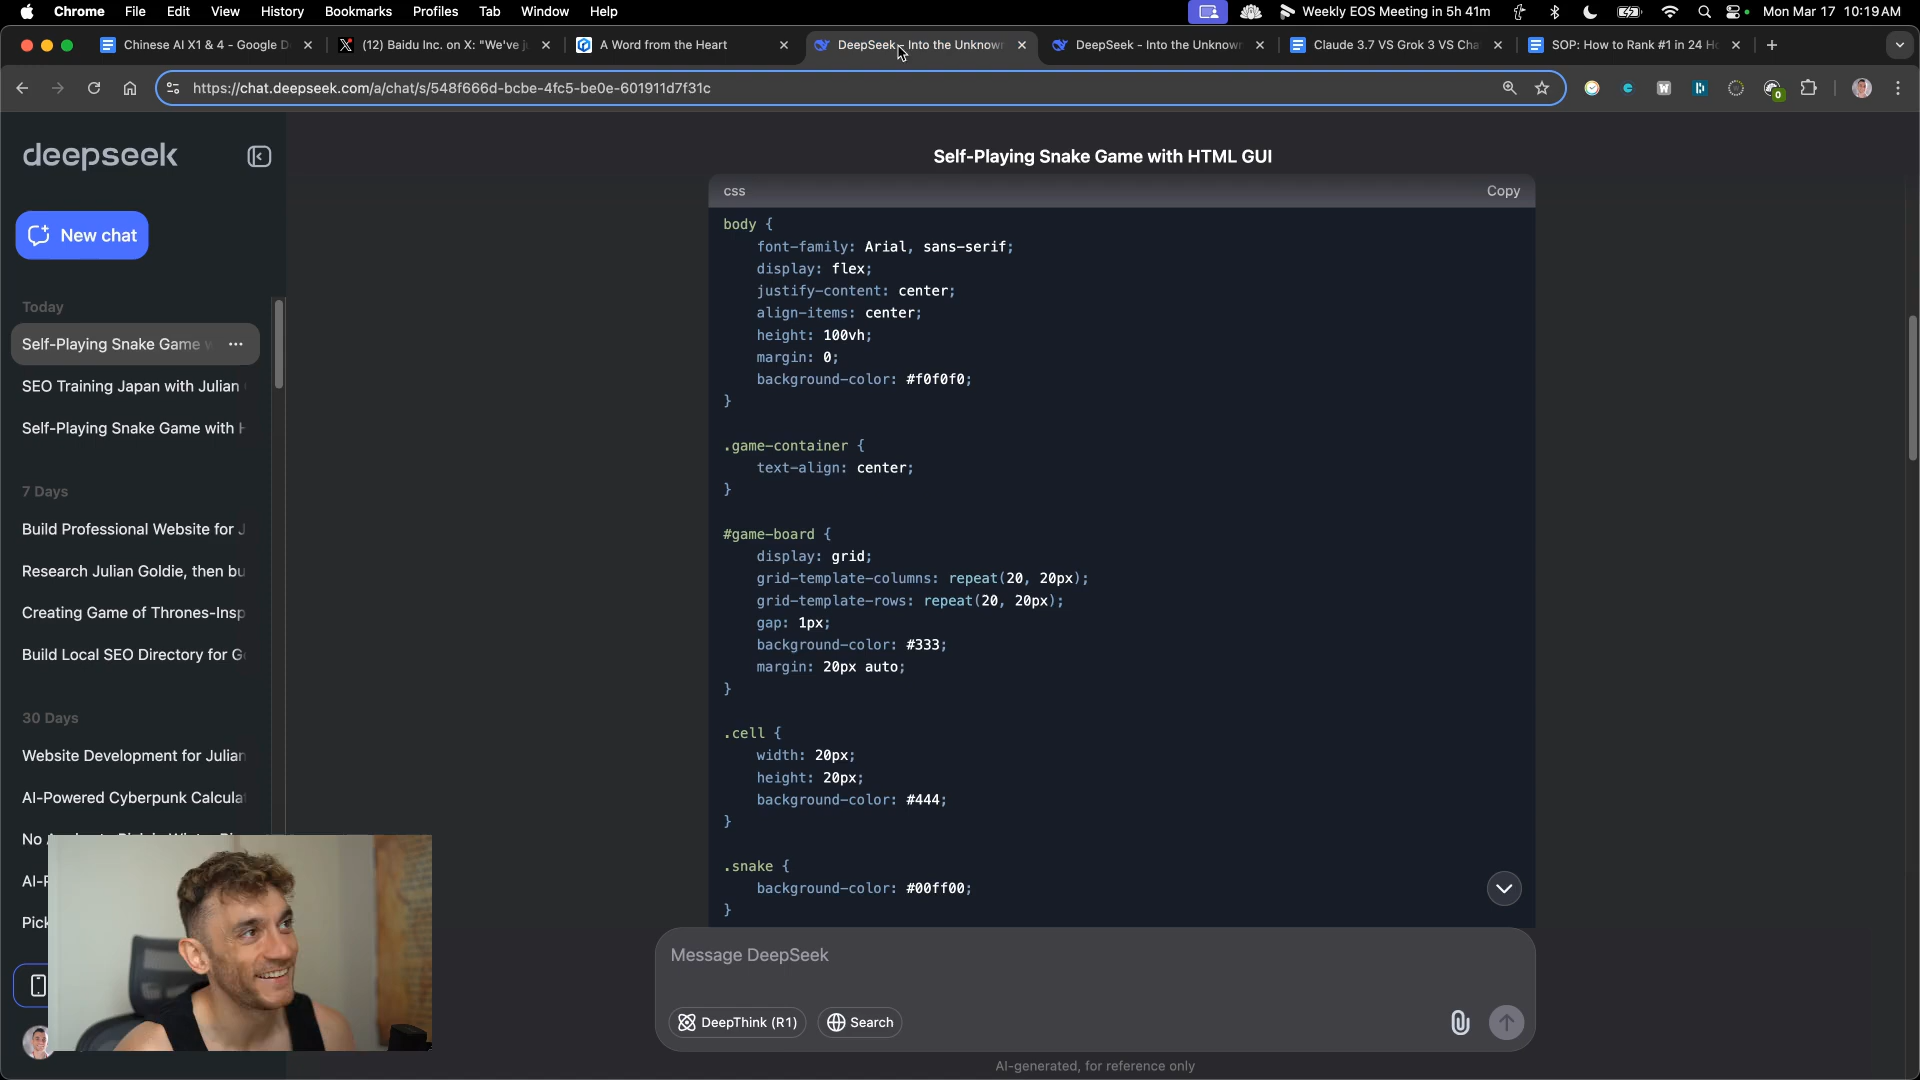 Chrome File Edit View History Bookmarks Profiles Tab Window Help
Weekly EOS Meeting in 5h 41m
Mon Mar 17 10:19 AM
Chinese AI X1 & 4 - Google D
(12) Baidu Inc. on X: "We've j
A Word from the Heart
DeepSeek - Into the Unknown
DeepSeek - Into the Unknown
Claude 3.7 VS Grok 3 VS Cha
SOP: How to Rank #1 in 24 Ho
https://chat.deepseek.com/a/chat/s/548f666d-bcbe-4fc5-be0e-601911d7f31c
0
deepseek
New chat
Today
Self-Playing Snake Game w
SEO Training Japan with Julian
Self-Playing Snake Game with H
7 Days
Build Professional Website for J
Research Julian Goldie, then bu
Creating Game of Thrones-Insp
Build Local SEO Directory for Go
30 Days
Website Development for Julian
AI-Powered Cyberpunk Calcula
No
AI-P
Pick
Self-Playing Snake Game with HTML GUI
css
Copy
body {
font-family: Arial, sans-serif;
display: flex;
justify-content: center;
align-items: center;
height: 100vh;
margin: 0;
background-color: #f0f0f0;
}
.game-container {
text-align: center;
}
#game-board {
display: grid;
grid-template-columns: repeat(20, 20px);
grid-template-rows: repeat(20, 20px);
gap: 1px;
background-color: #333;
margin: 20px auto;
}
.cell {
width: 20px;
height: 20px;
background-color: #444;
}
.snake {
background-color: #00ff00;
}
Message DeepSeek
DeepThink (R1)
Search
AI-generated, for reference only